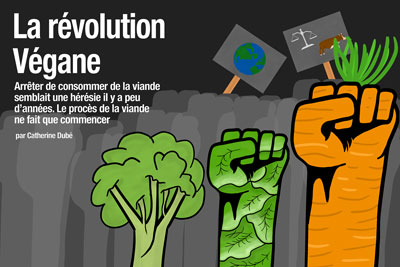 La révolution
Végane
Arrêter de consommer de la viande
semblait une hérésie il y a peu
d'années. Le procès de la viande
ne fait que commencer
par Catherine Dubé